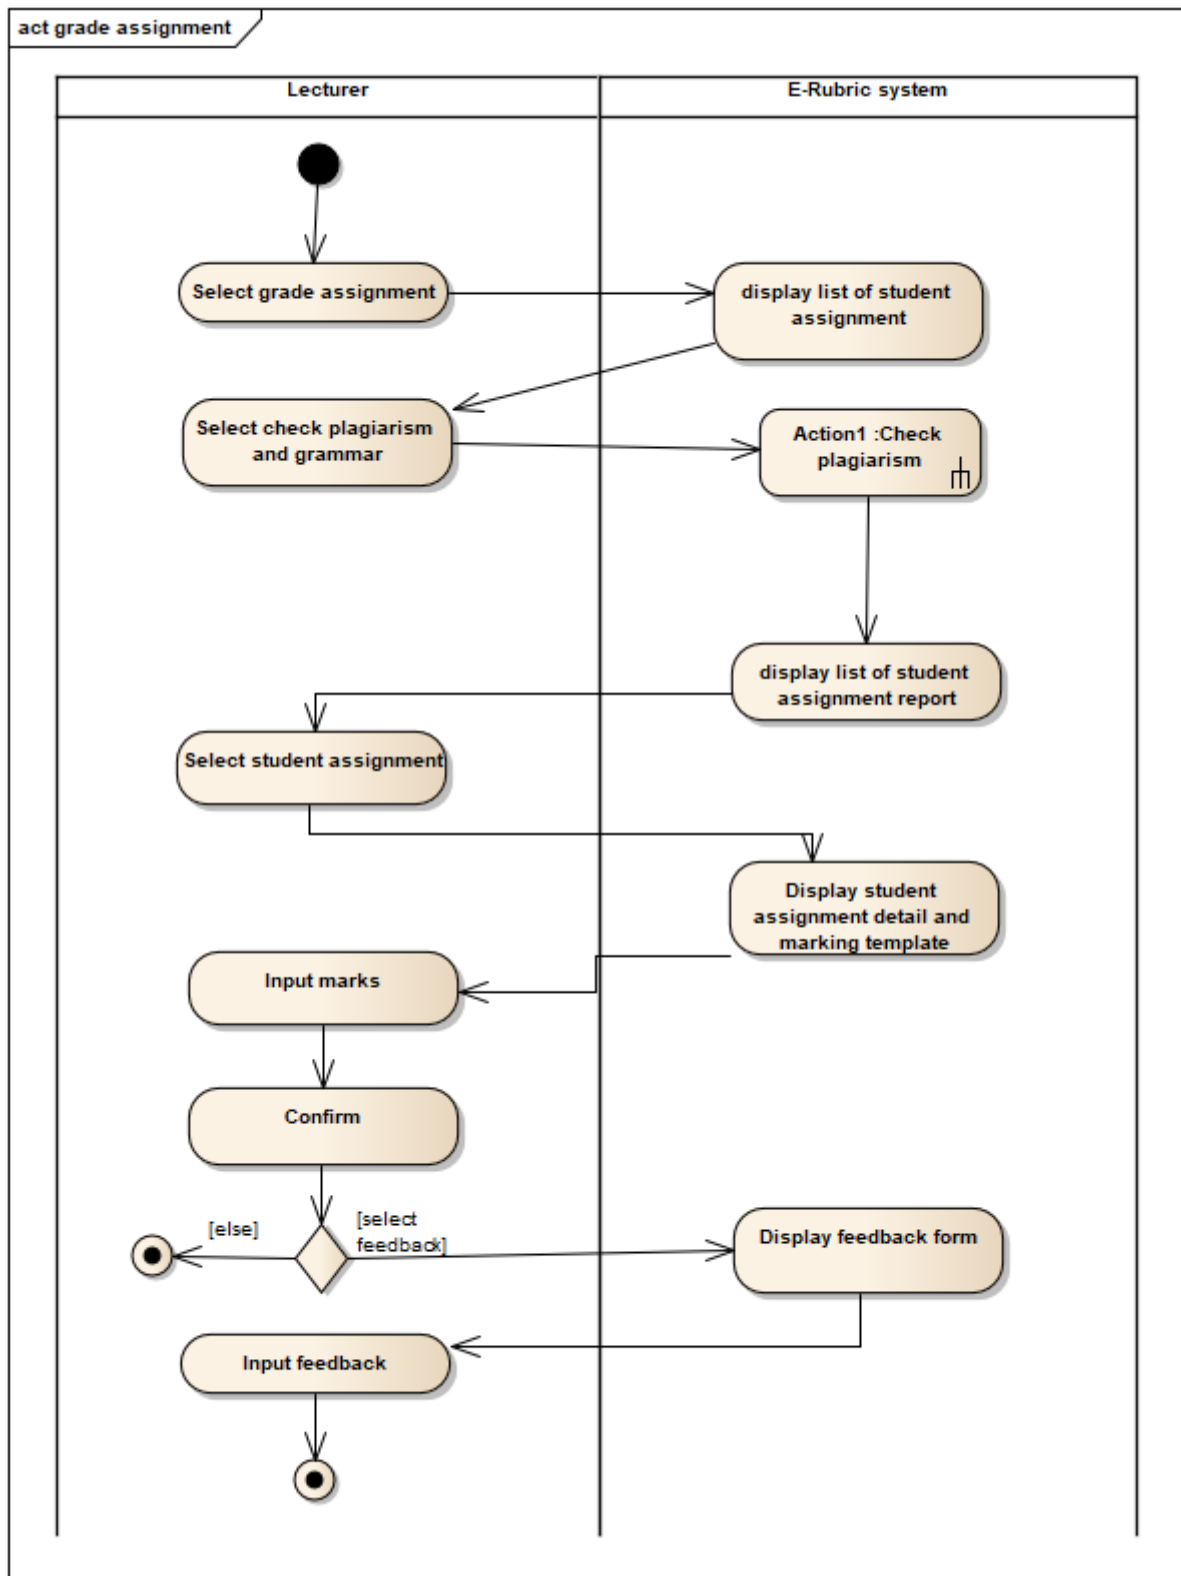 act grade assignment
Lecturer
E-Rubric system
Select grade assignment
display list of student
assignment
Select check plagiarism
and grammar
Action1 :Check
plagiarism
display list of student
assignment report
Select student assignment
Display student
assignment detail and
marking template
Input marks
Confirm
[else]
[select
feedback]
Display feedback form
Input feedback